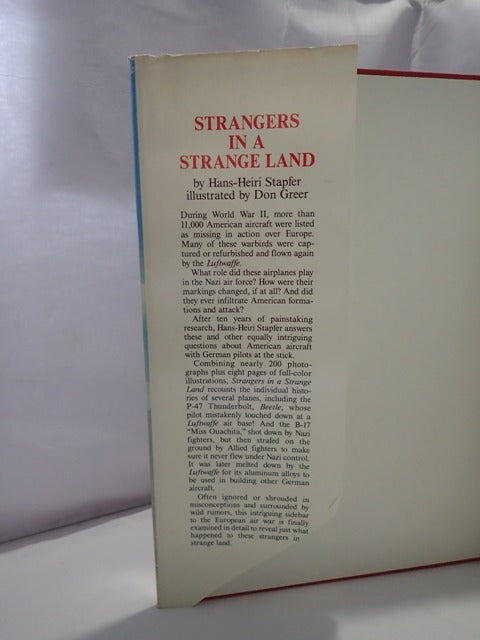 STRANGERS
IN A
STRANGE LAND
by Hans-Heiri Stapfer
illustrated by Don Greer
During World War II, more than
11,000 American aircraft were listed
as missing in action over Europe.
Many of these warbirds were cap-
tured or refurbished and flown again
by the Luftwaffe.
What role did these airplanes play
in the Nazi air force? How were their
markings changed, if at all? And did
they ever infiltrate American forma-
tions and attack?
After ten years of painstaking
research, Hans-Heiri Stapfer answers
these and other equally intriguing
questions about American aircraft
with German pilots at the stick.
Combining nearly 200 photo-
graphs plus eight pages of full-color
illustrations, Strangers in a Strange
Land recounts the individual histo-
ries of several planes, including the
P-47 Thunderbolt, Beetle, whose
pilot mistakenly touched down at a
Luftwaffe air base! And the B-17
“Miss Ouachita,” shot down by Nazi
fighters, but then strafed on the
ground by Allied fighters to make
sure it never flew under Nazi control.
It was later melted down by the
Luftwaffe for its aluminum alloys to
be used in building other German
aircraft.
Often ignored or shrouded in
misconceptions and surrounded by
wild rumors, this intriguing sidebar
to the European air war is finally
examined in detail to reveal just what
happened to these strangers in
strange land.